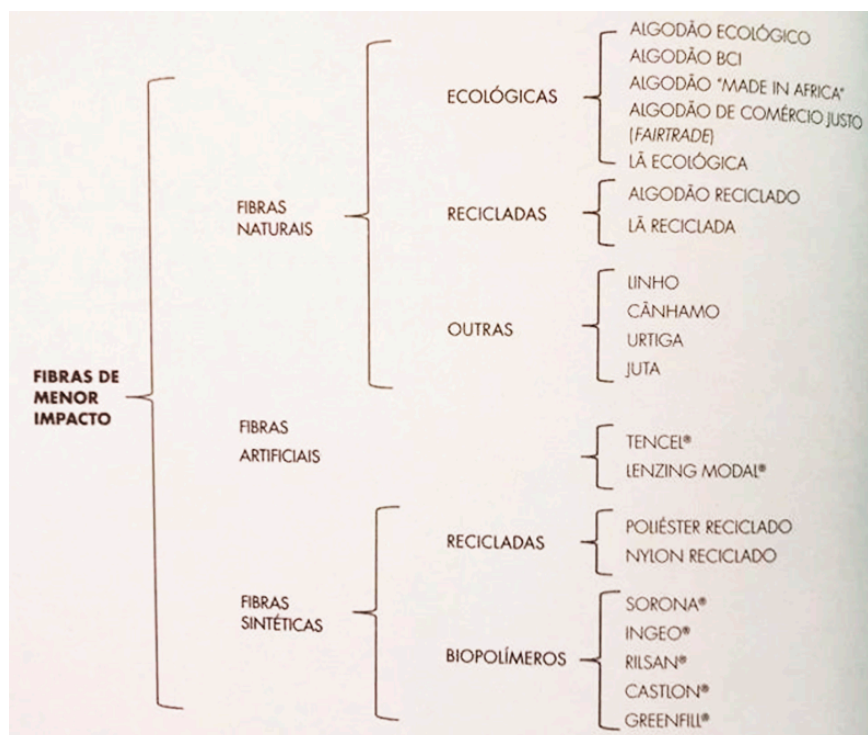 ALGODÃO ECOLÓGICO
ALGODÃO BCI
ALGODÃO "MADE IN AFRICA"
ALGODÃO DE COMÉRCIO JUSTO
(FAIRTRADE)
LÃ ECOLÓGICA
ECOLÓGICAS
ALGODÃO RECICLADO
LÃ RECICLADA
RECICLADAS
FIBRAS
NATURAIS
LINHO
CÂNHAMO
URTIGA
JUTA
OUTRAS
FIBRAS DE
MENOR
IMPACTO
FIBRAS
ARTIFICIAIS
TENCEL®
LENZING MODAL®
RECICLADAS
POLIÉSTER RECICLADO
NYLON RECICLADO
FIBRAS
SINTÉTICAS
BIOPOLÍMEROS
SORONA®
INGEO®
RILSAN®
CASTLON®
GREENFILL®